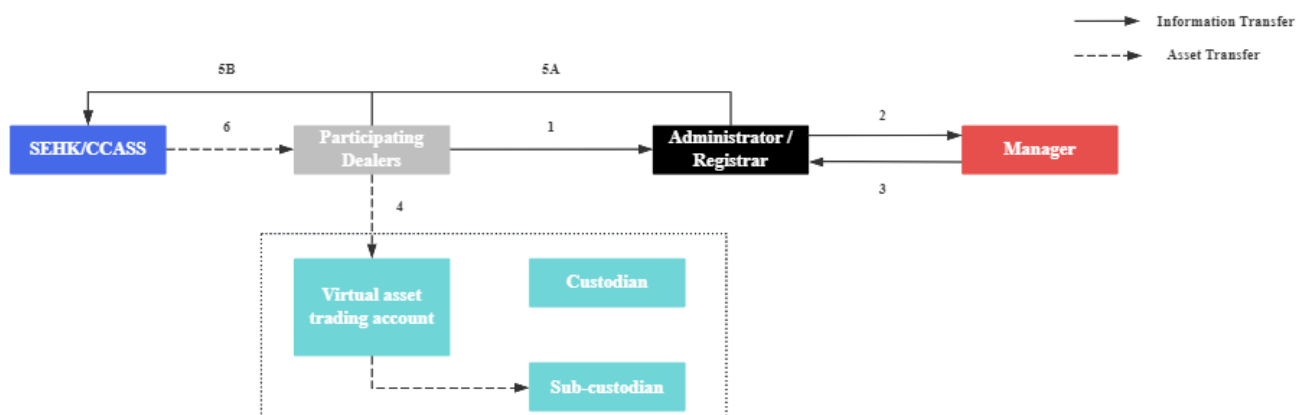 Information Transfer
Asset Transfer
5B
5A
SEHK/CCASS
6
Participating
Dealers
1
Administrator /
Registrar
2
3
Manager
4
Virtual asset
trading account
Custodian
Sub-custodian